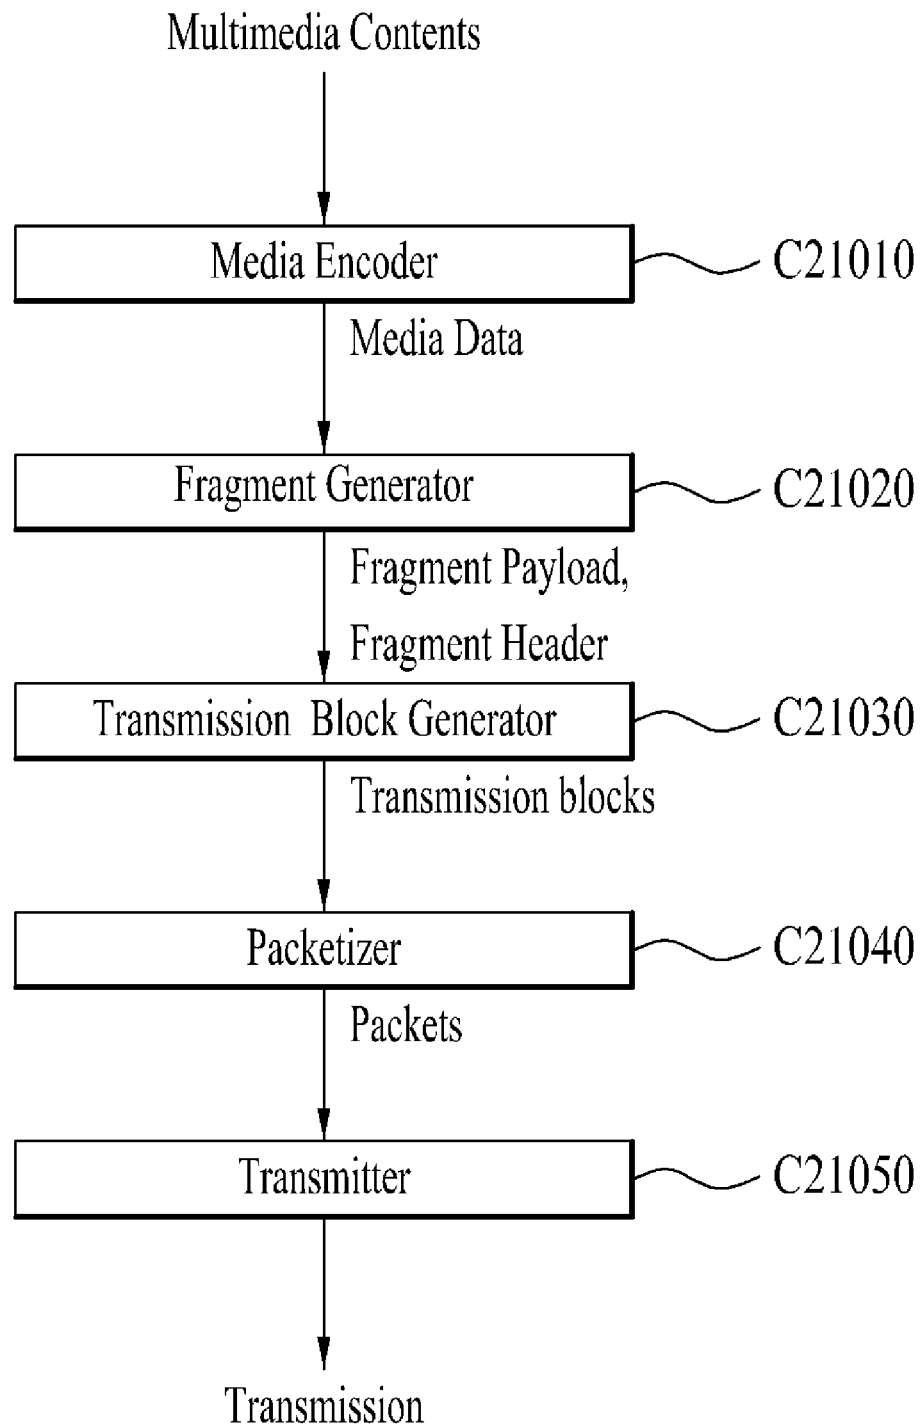 Multimedia Contents
Media Encoder
C21010
Media Data
Fragment Generator
C21020
Fragment Payload,
Fragment Header
Transmission Block Generator
C21030
Transmission blocks
Packetizer
C21040
Packets
Transmitter
C21050
Transmission